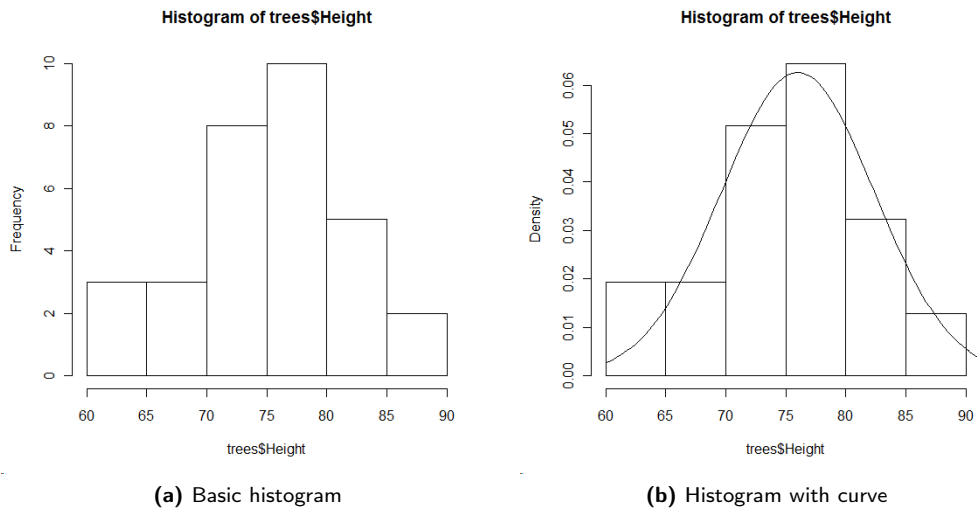 Histogram of trees$Height
Frequency
0 2 4 6 8 10
60 65 70 75 80 85 90
trees$Height
(a) Basic histogram
Histogram of trees$Height
Density
0.00 0.01 0.02 0.03 0.04 0.05 0.06
60 65 70 75 80 85 90
trees$Height
(b) Histogram with curve